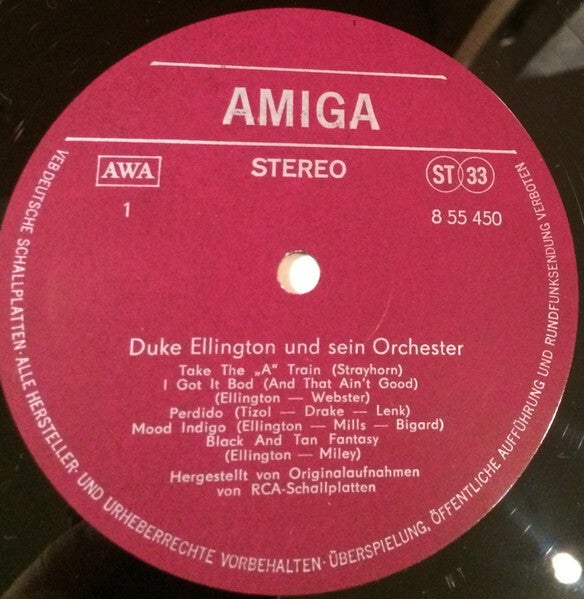 AMIGA
AWA
STEREO
ST 33
1
8 55 450
Duke Ellington und sein Orchester
Take The „A" Train (Strayhorn)
I Got It Bod (And That Ain't Good)
(Ellington — Webster)
Perdido (Tizol — Drake — Lenk)
Mood Indigo (Ellington — Mills — Bigard)
Black And Tan Fantasy
(Ellington — Miley)
Hergestellt von Originalaufnahmen
von RCA-Schallplatten
VEB DEUTSCHE SCHALLPLATTEN · ALLE HERSTELLER- UND URHEBERRECHTE VORBEHALTEN · ÜBERSPIELUNG, ÖFFENTLICHE AUFFÜHRUNG UND RUNDFUNKSENDUNG VERBOTEN